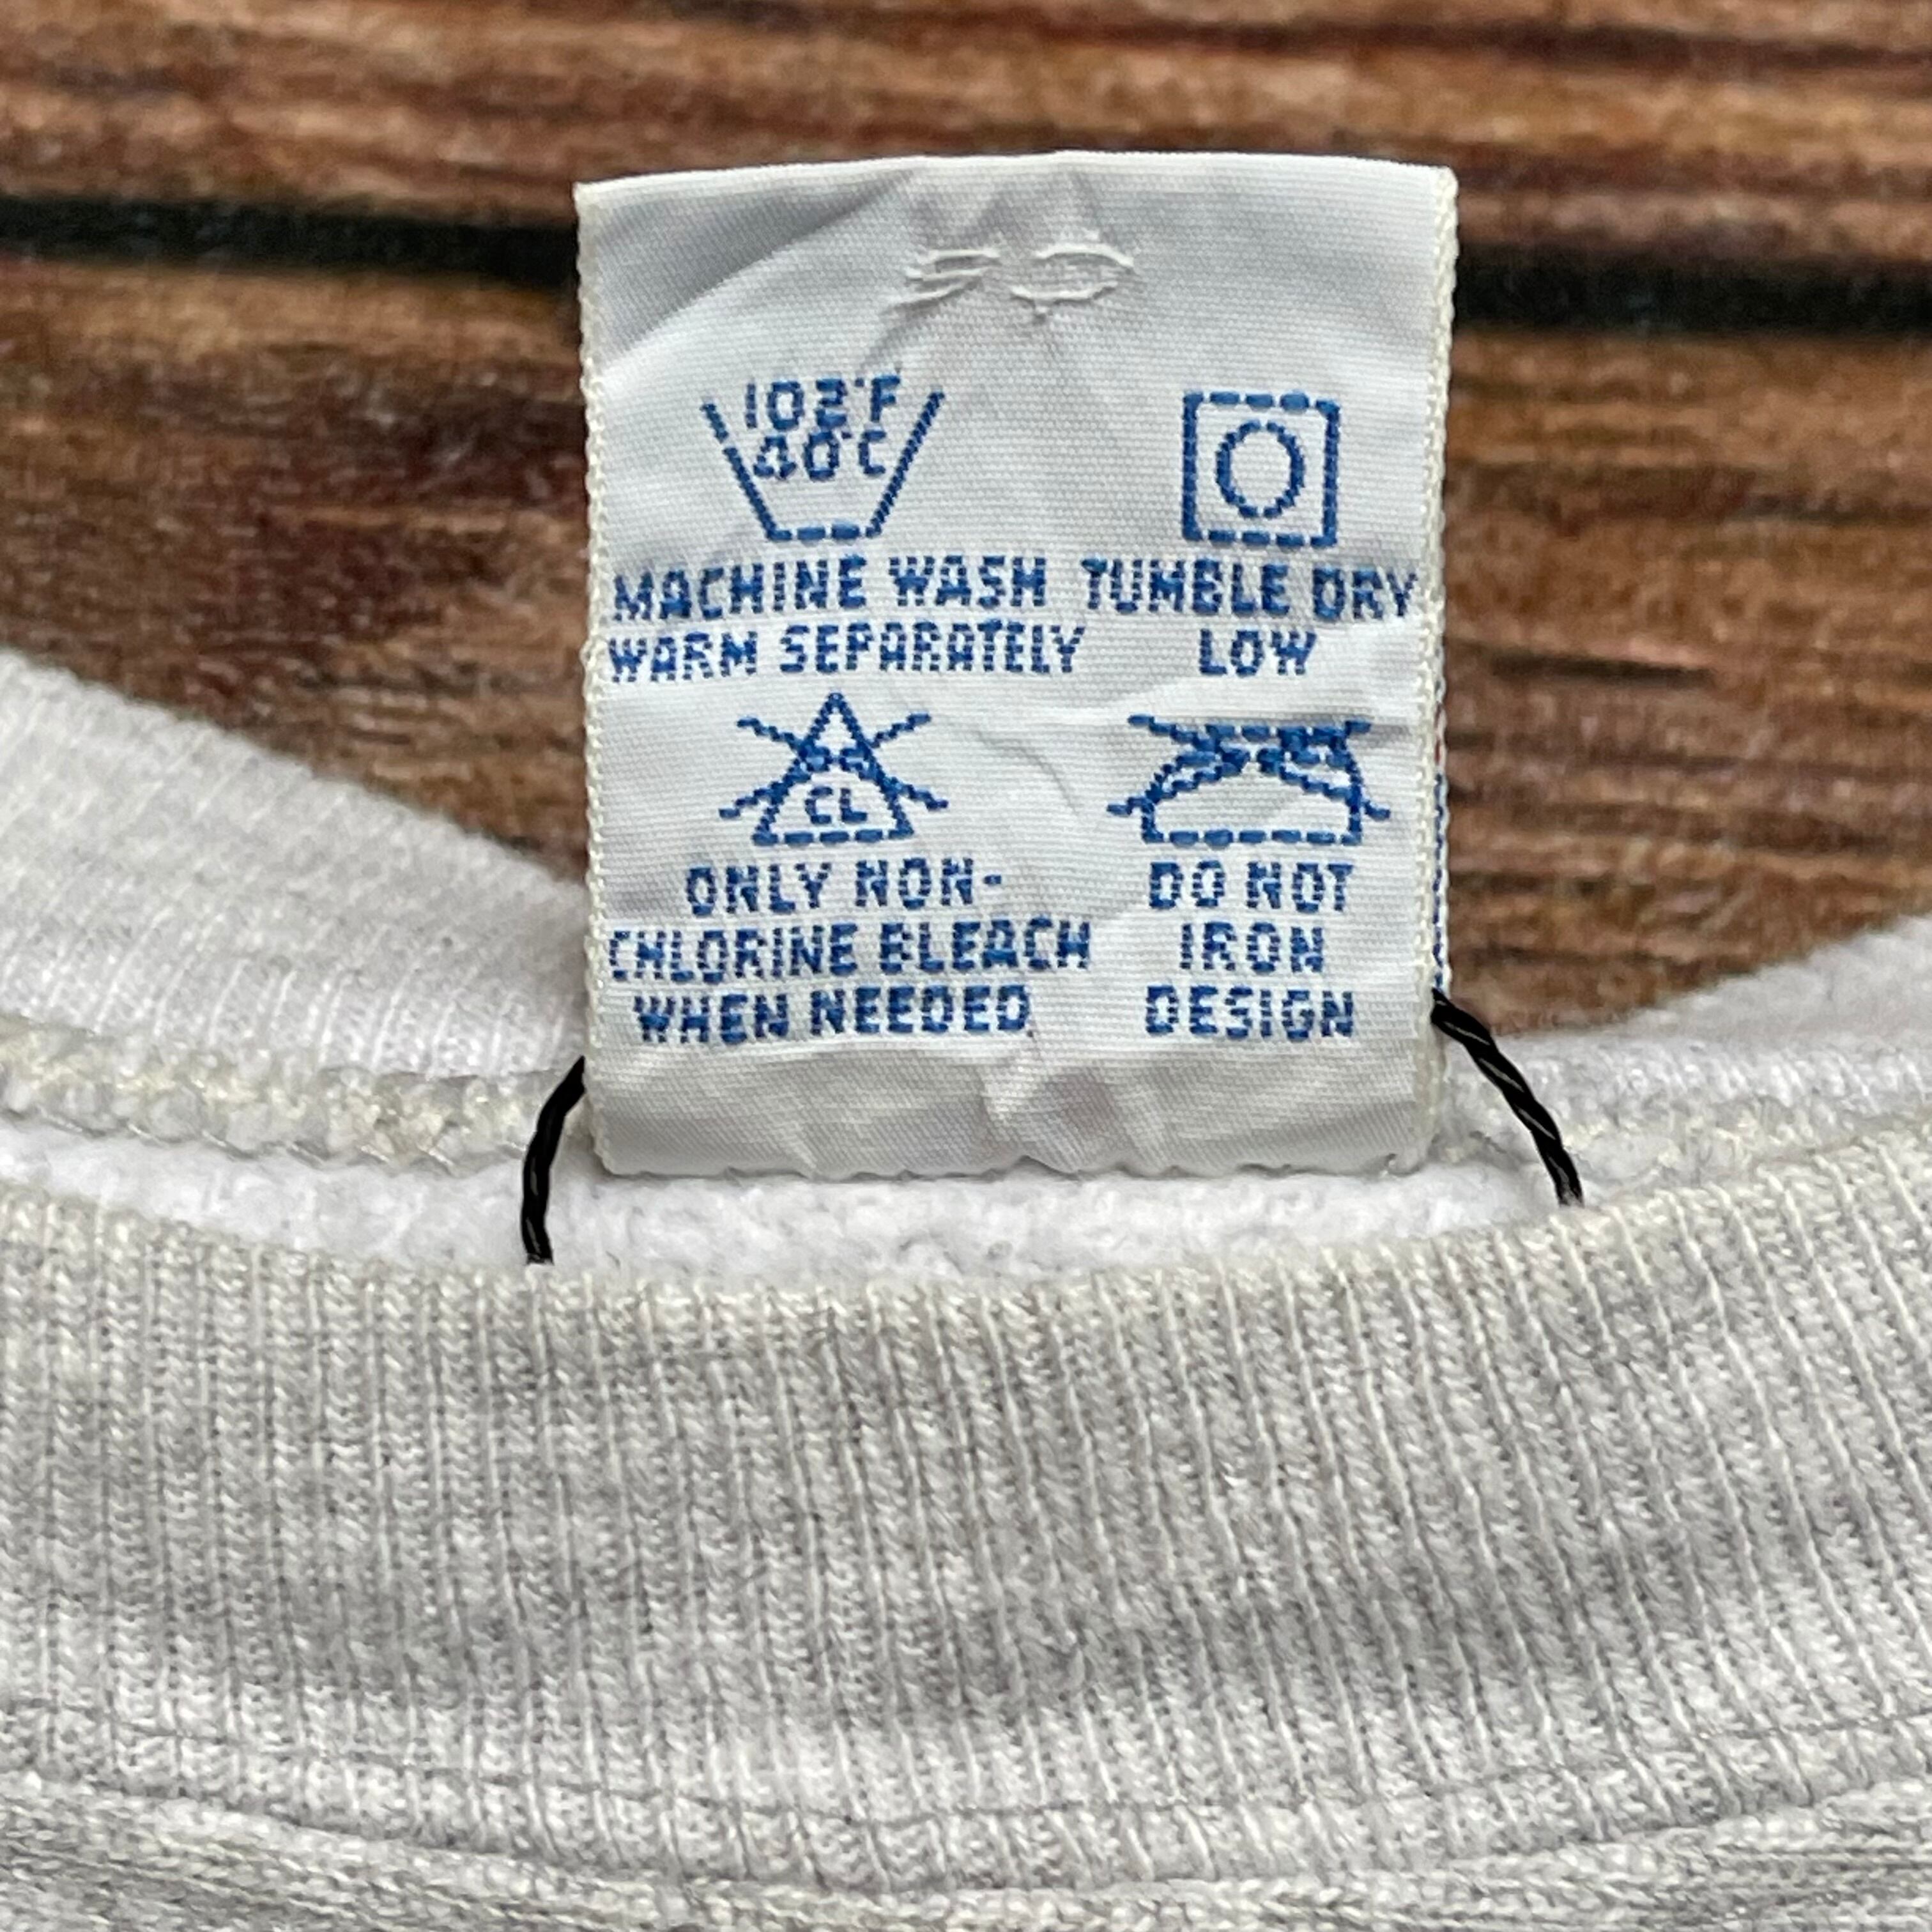 102°F
40°C
MACHINE WASH
WARM SEPARATELY
TUMBLE DRY
LOW
CL
ONLY NON-
CHLORINE BLEACH
WHEN NEEDED
DO NOT
IRON
DESIGN